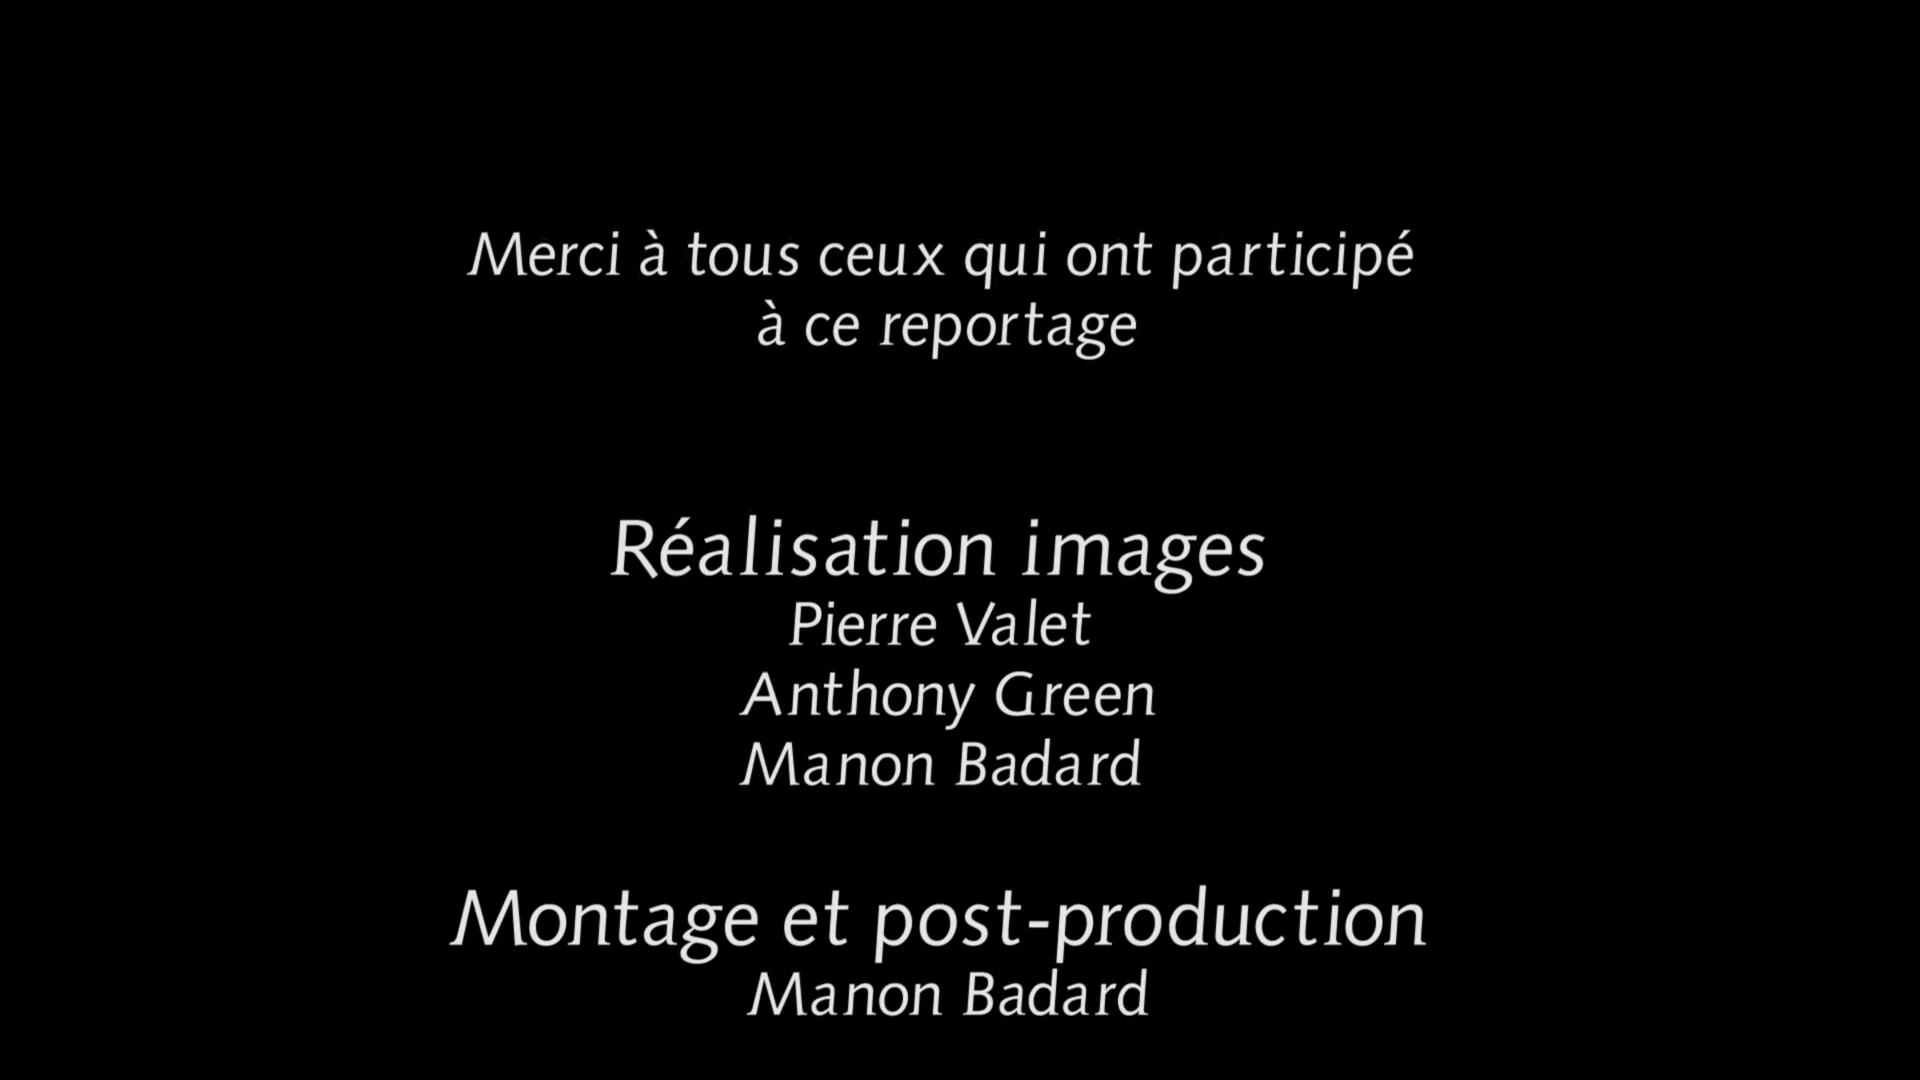 Merci à tous ceux qui ont participé
à ce reportage
Réalisation images
Pierre Valet
Anthony Green
Manon Badard
Montage et post-production
Manon Badard